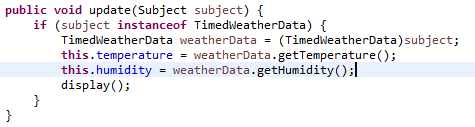 public void update(Subject subject) {
    if (subject instanceof TimedWeatherData) {
        TimedWeatherData weatherData = (TimedWeatherData)subject;
        this.temperature = weatherData.getTemperature();
        this.humidity = weatherData.getHumidity();
        display();
    }
}